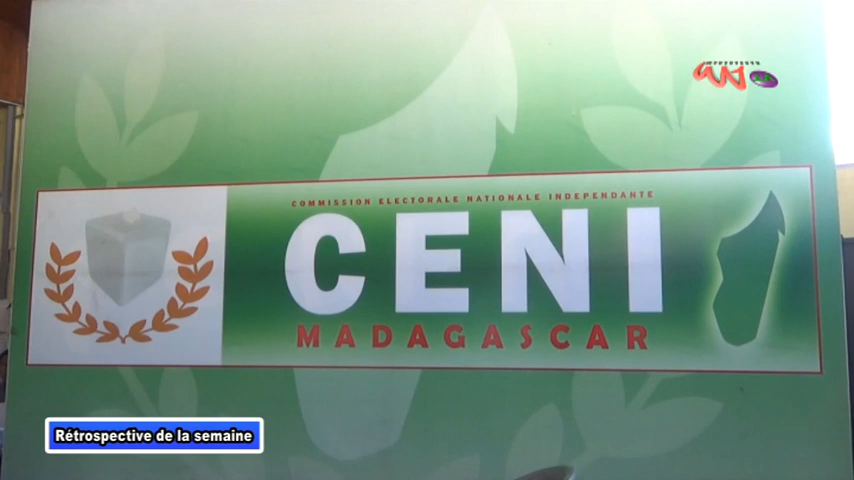 COMMISSION ELECTORALE NATIONALE INDEPENDANTE
CENI
MADAGASCAR
Rétrospective de la semaine